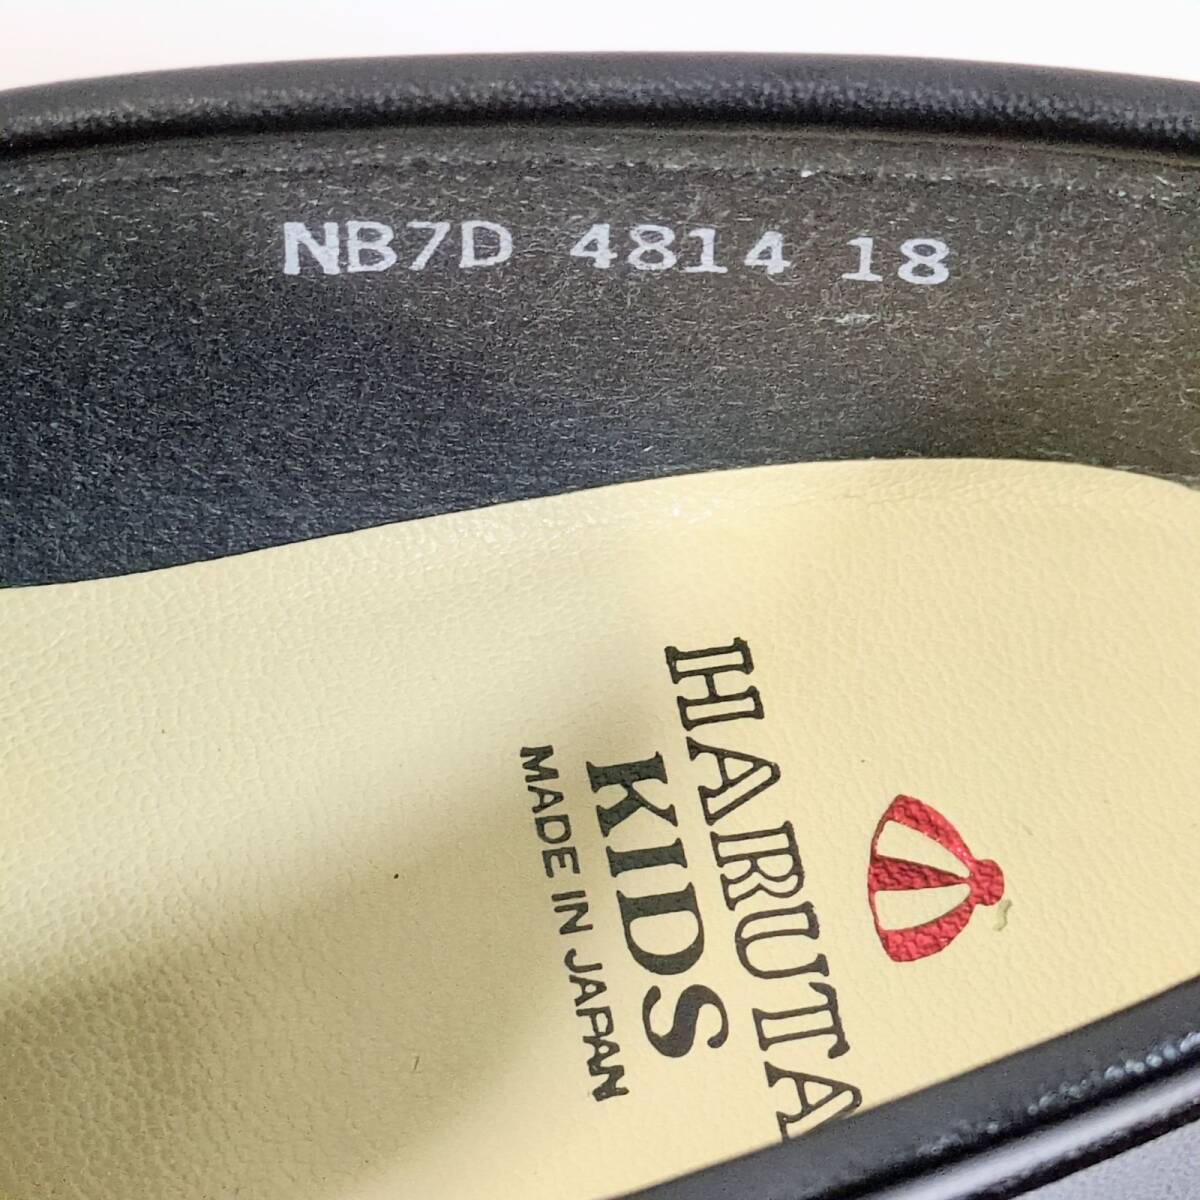 NB7D 4814 18
HARUTA
KIDS
MADE IN JAPAN